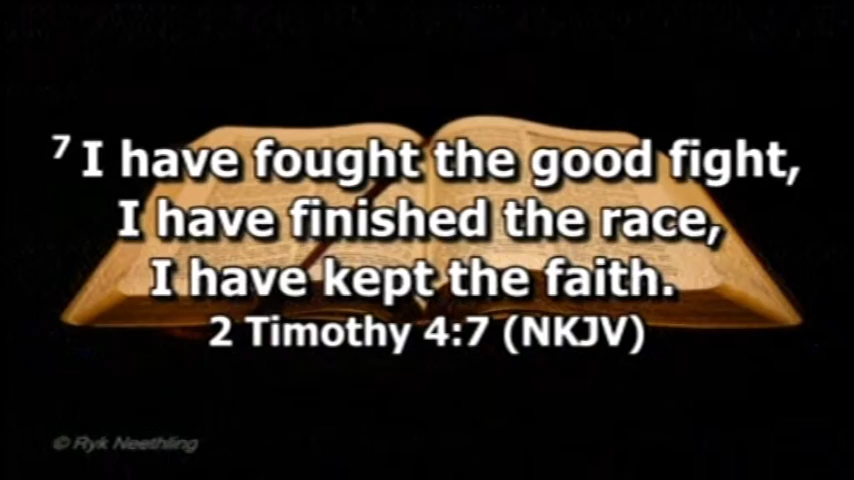 7 I have fought the good fight,
I have finished the race,
I have kept the faith.
2 Timothy 4:7 (NKJV)
© Ryk Neethling